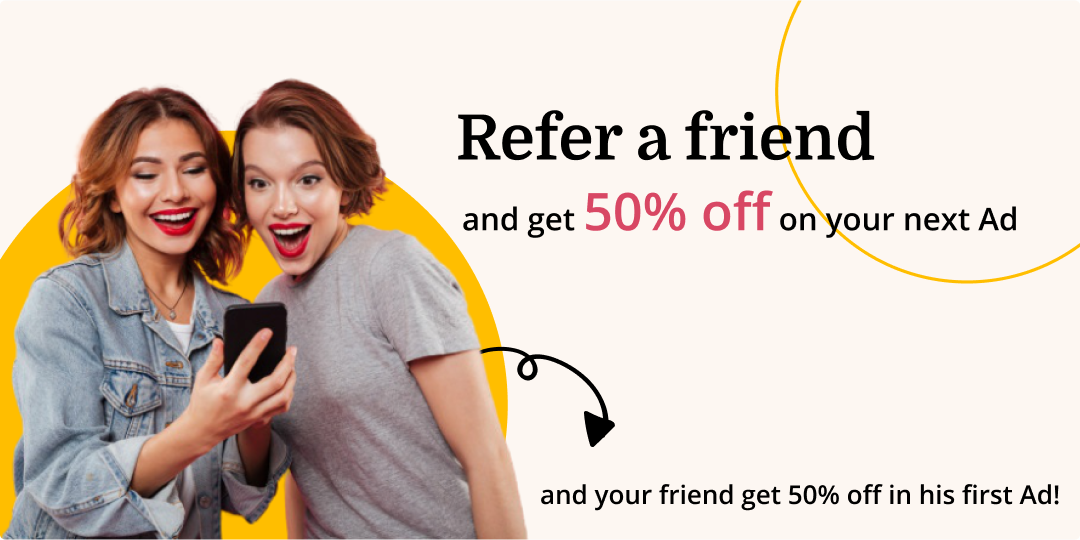 Refer a friend
and get 50% off on your next Ad
and your friend get 50% off in his first Ad!